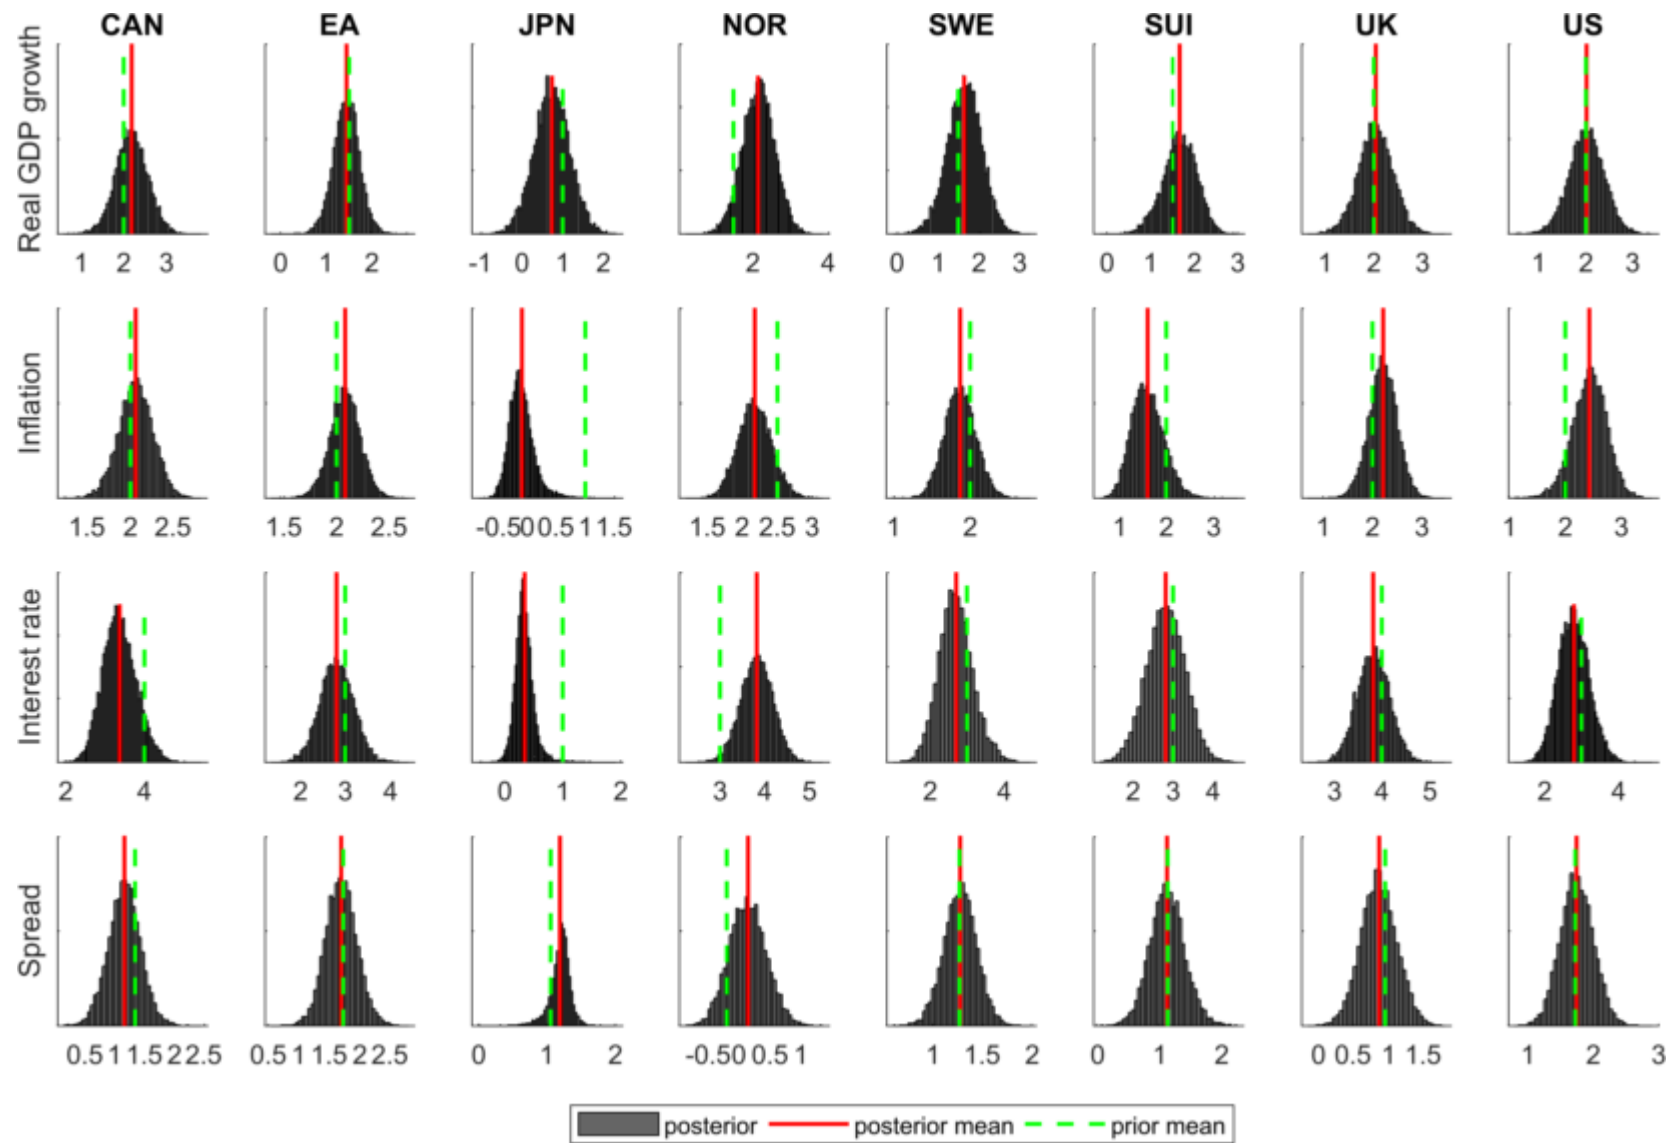 CAN EA JPN NOR SWE SUI UK US
Real GDP growth
1 2 3 0 1 2 -1 0 1 2 2 4 0 1 2 3 0 1 2 3 1 2 3 1 2 3
Inflation
1.5 2 2.5 1.5 2 2.5 -0.5 0 0.5 1 1.5 1.5 2 2.5 3 1 2 1 2 3 1 2 3 1 2 3
Interest rate
2 4 2 3 4 0 1 2 3 4 5 2 4 2 3 4 3 4 5 2 4
Spread
0.5 1 1.5 2 2.5 0.5 1 1.5 2 2.5 0 1 2 -0.5 0 0.5 1 1 1.5 2 0 1 2 0 0.5 1 1.5 1 2 3
posterior posterior mean prior mean